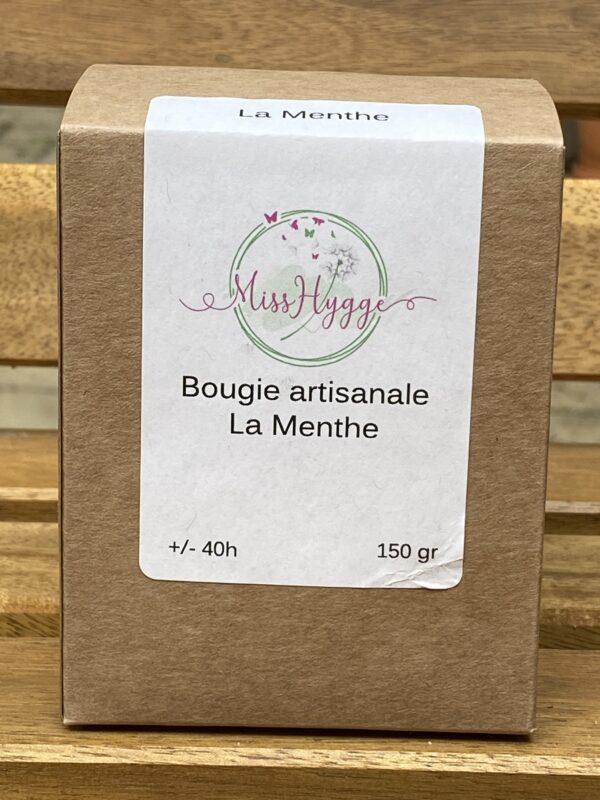 La Menthe
MissHygge
Bougie artisanale
La Menthe
+/- 40h
150 gr